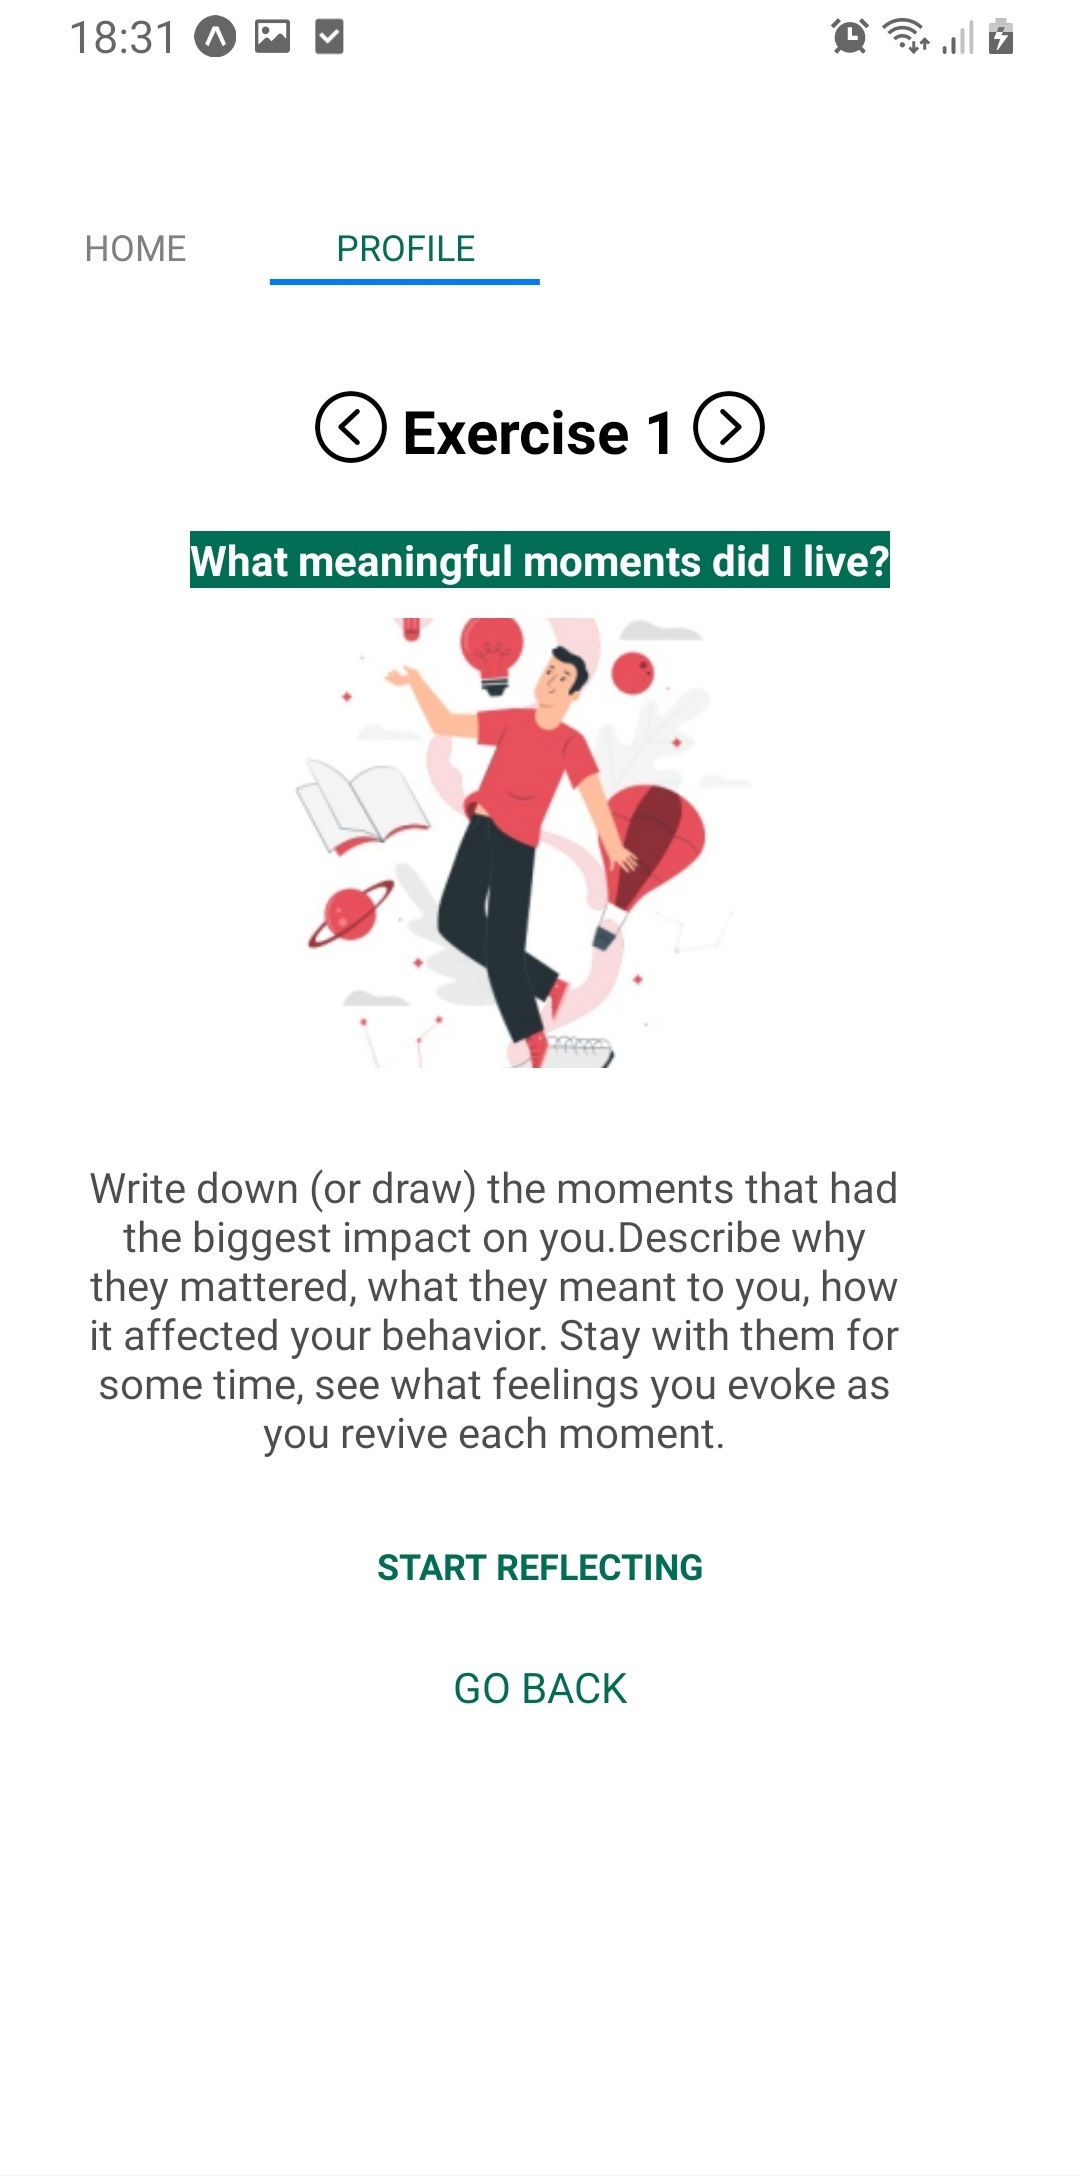 18:31
HOME
PROFILE
Exercise 1
What meaningful moments did I live?
Write down (or draw) the moments that had
the biggest impact on you.Describe why
they mattered, what they meant to you, how
it affected your behavior. Stay with them for
some time, see what feelings you evoke as
you revive each moment.
START REFLECTING
GO BACK